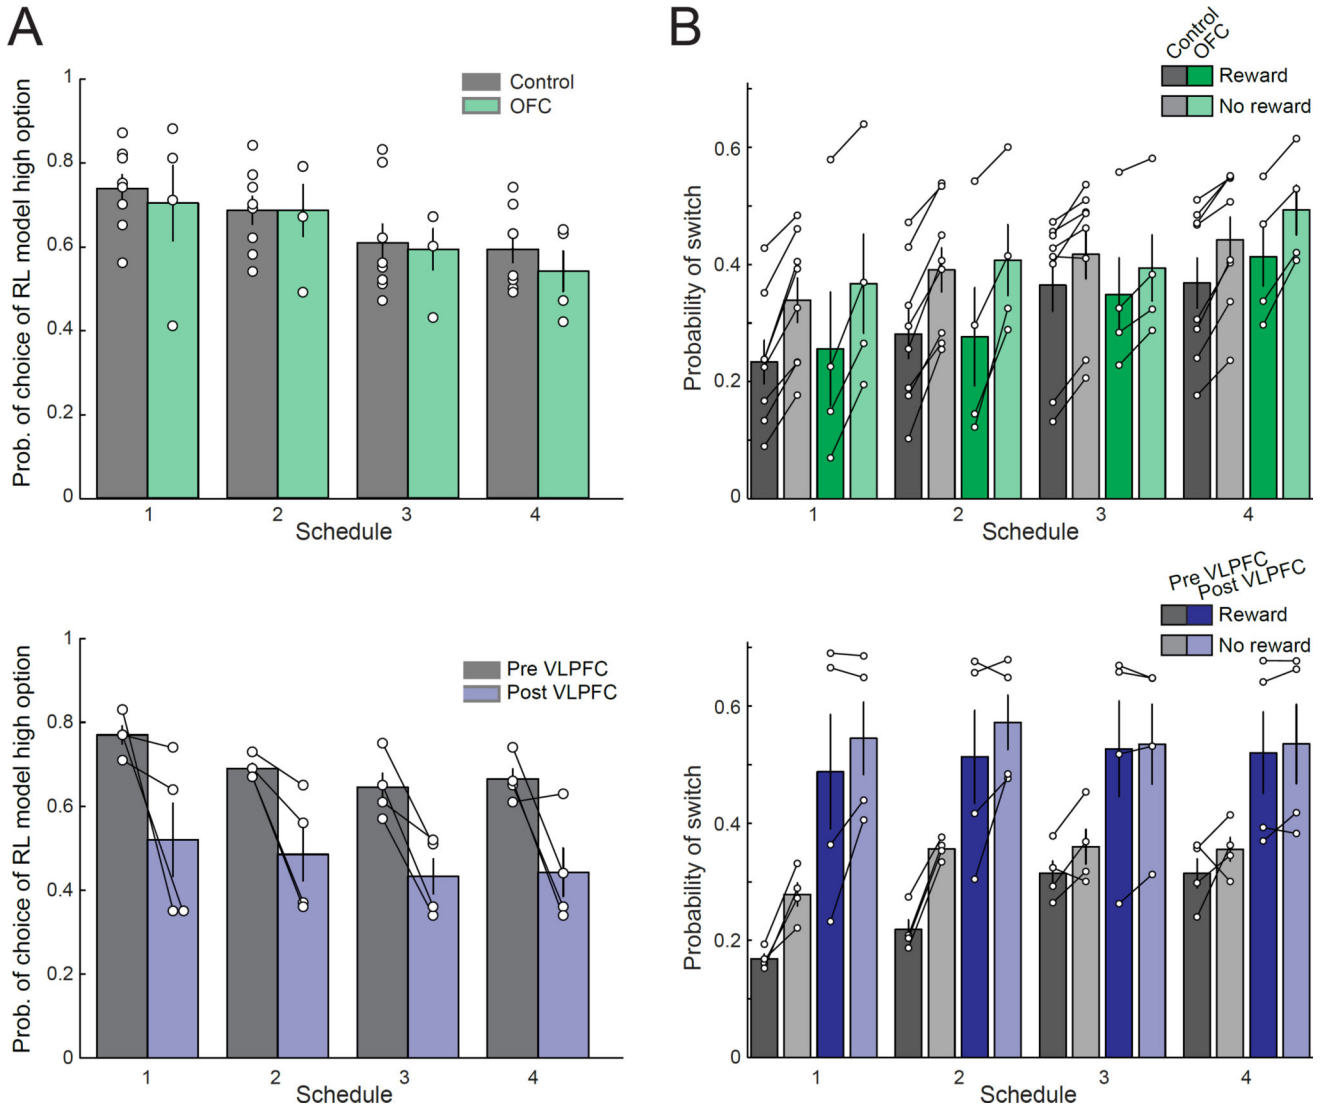 A
Prob. of choice of RL model high option
1
0.8
0.6
0.4
0.2
0
Control
OFC
1 2 3 4
Schedule
B
Probability of switch
0.6
0.4
0.2
0
Control
OFC
Reward
No reward
1 2 3 4
Schedule
Prob. of choice of RL model high option
1
0.8
0.6
0.4
0.2
0
Pre VLPFC
Post VLPFC
1 2 3 4
Schedule
Probability of switch
0.6
0.4
0.2
0
Pre VLPFC
Post VLPFC
Reward
No reward
1 2 3 4
Schedule